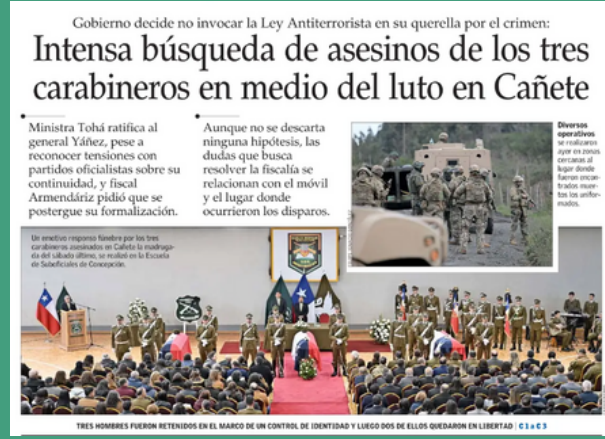 Gobierno decide no invocar la Ley Antiterrorista en su querella por el crimen:
Intensa búsqueda de asesinos de los tres
carabineros en medio del luto en Cañete
Ministra Tohá ratifica al
general Yáñez, pese a
reconocer tensiones con
partidos oficialistas sobre su
continuidad, y fiscal
Armendáriz pidió que se
postergue su formalización.
Aunque no se descarta
ninguna hipótesis, las
dudas que busca
resolver la fiscalía se
relacionan con el móvil
y el lugar donde
ocurrieron los disparos.
Diversos
operativos
se realizaron
ayer en zonas
cercanas al
lugar donde
fueron encon-
trados muer-
tos los unifor-
mados.
Un emotivo responso fúnebre por los tres
carabineros asesinados en Cañete la madruga-
da del sábado último, se realizó en la Escuela
de Suboficiales de Concepción.
TRES HOMBRES FUERON RETENIDOS EN EL MARCO DE UN CONTROL DE IDENTIDAD Y LUEGO DOS DE ELLOS QUEDARON EN LIBERTAD | C 1 a C 3